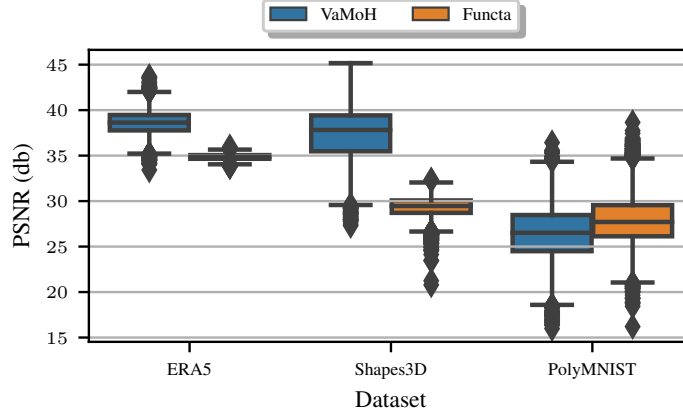 VaMoH Functa
45
40
35
30
25
20
15
PSNR (db)
ERA5 Shapes3D PolyMNIST
Dataset